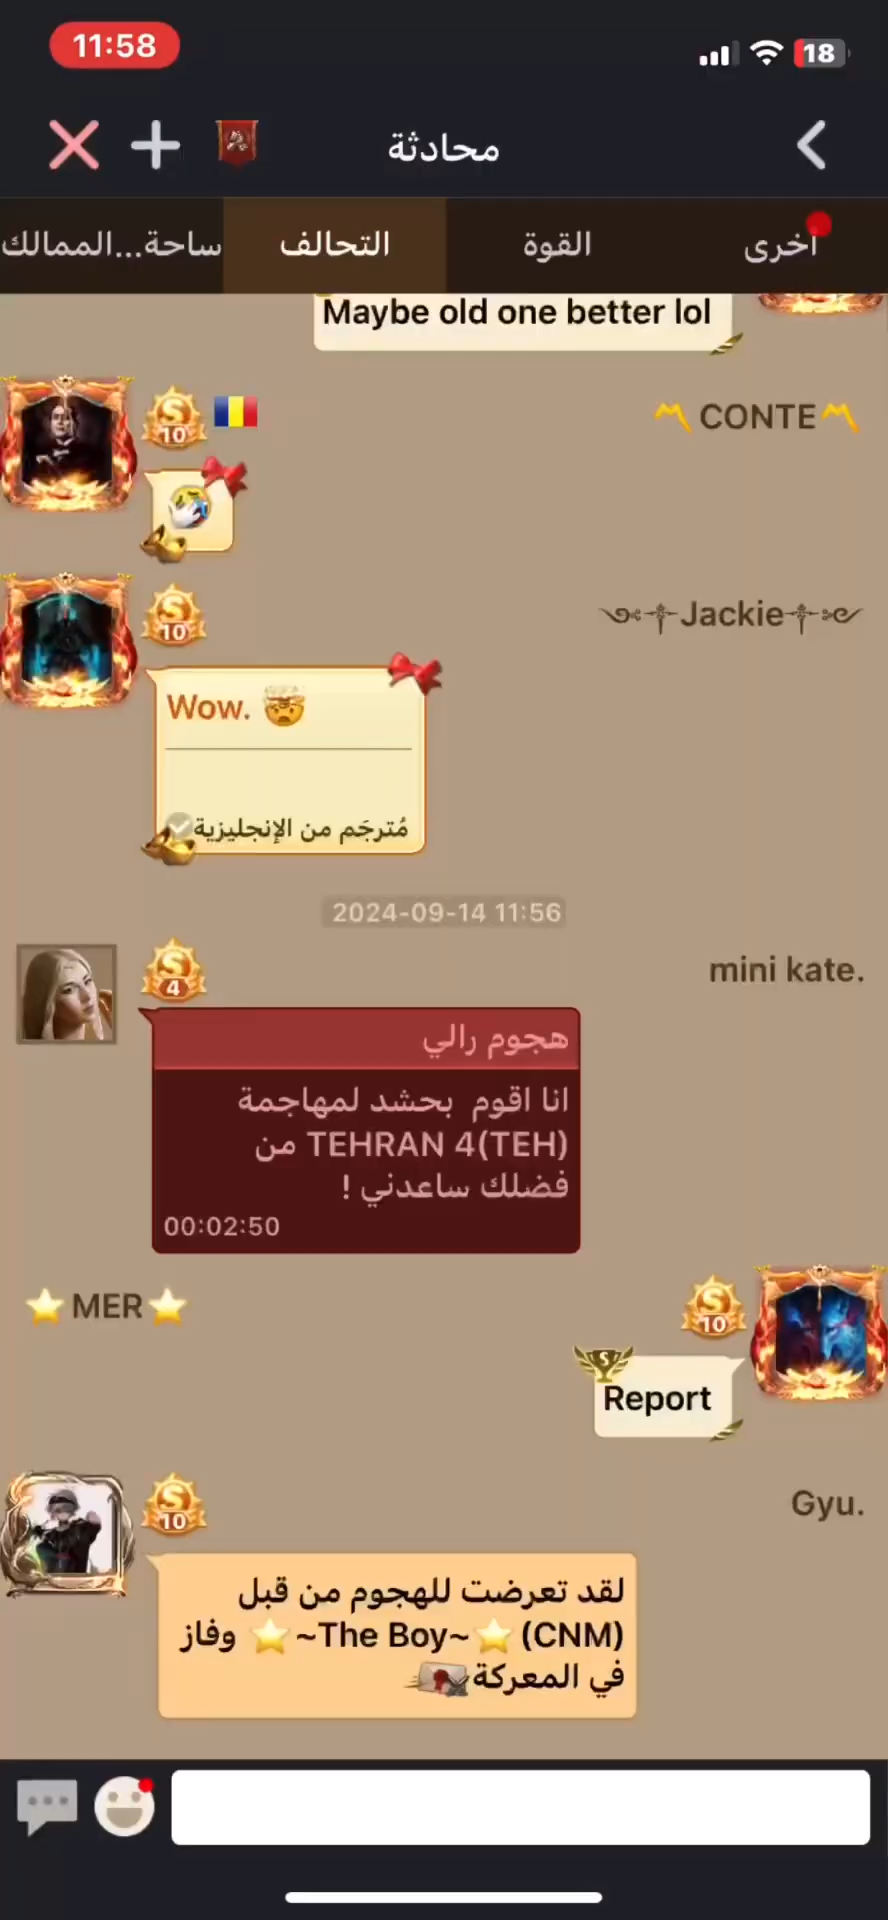 11:58
18
محادثة
ساحة...الممالك
التحالف
القوة
أخرى
Maybe old one better lol
S
10
CONTE
S
10
Jackie
Wow. 🤯
مُترجَم من الإنجليزية
2024-09-14 11:56
S
4
mini kate.
هجوم رالي
انا اقوم بحشد لمهاجمة
TEHRAN 4(TEH) من
فضلك ساعدني !
00:02:50
⭐MER⭐
S
10
S
Report
S
10
Gyu.
لقد تعرضت للهجوم من قبل
(CNM) ⭐~The Boy~⭐ وفاز
في المعركة